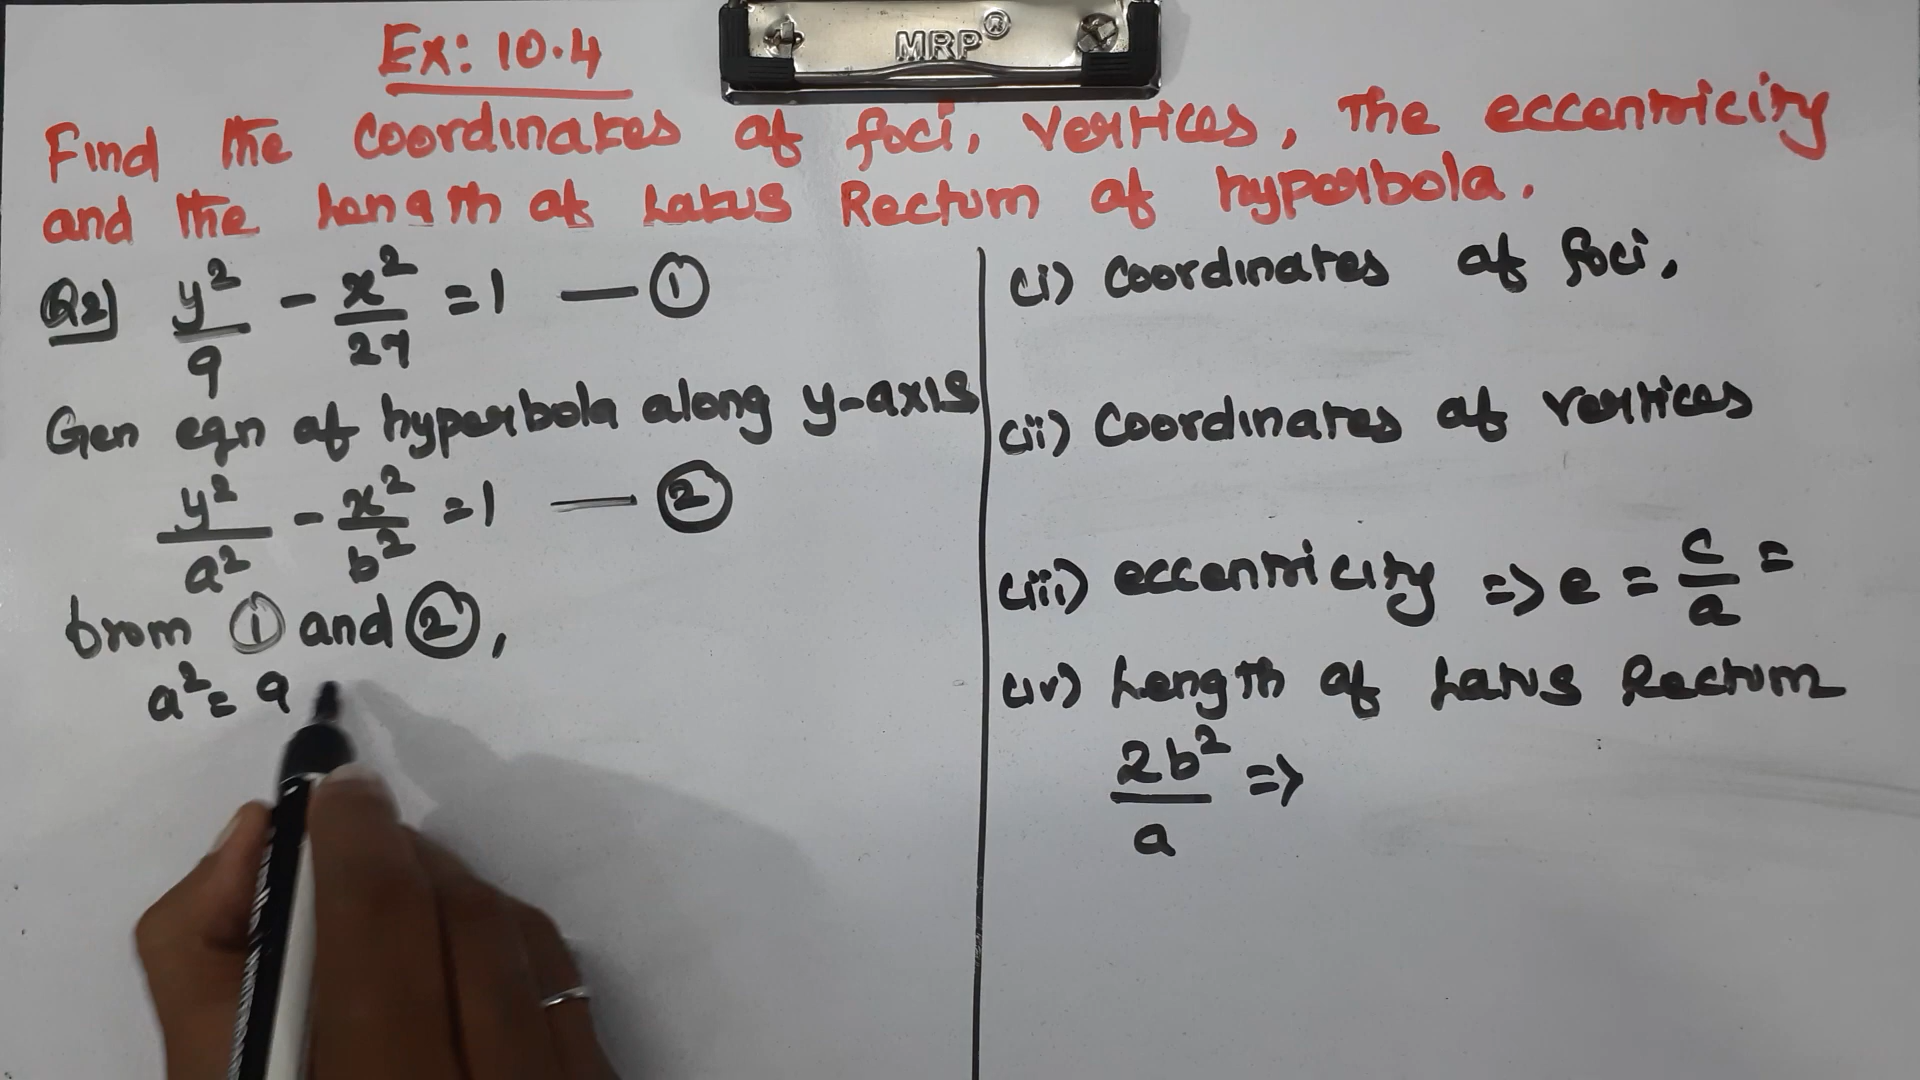 MRP®
Ex: 10.4
Find the coordinates of foci, vertices, The eccentricity
and the Length of Latus Rectum of hyperbola.
Q2) y²/9 - x²/27 = 1 — ①
Gen eqn of hyperbola along y-axis
y²/a² - x²/b² = 1 — ②
from ① and ②,
a² = 9
(i) coordinates of foci,
(ii) coordinates of vertices
(iii) eccentricity => e = c/a =
(iv) Length of Latus Rectum
2b²/a =>